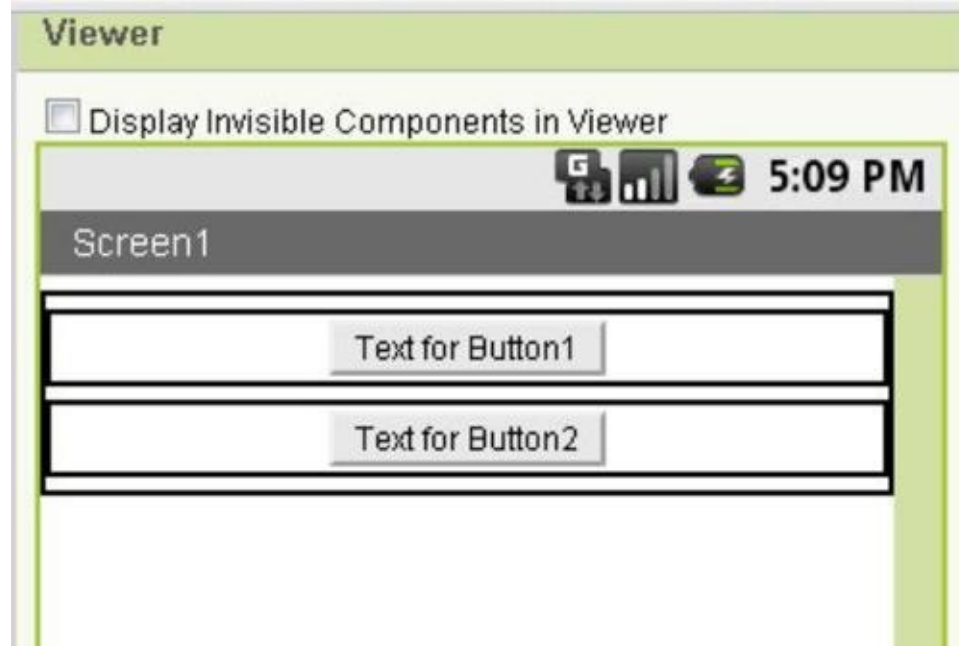 Viewer
Display Invisible Components in Viewer
G 5:09 PM
Screen1
Text for Button1
Text for Button2